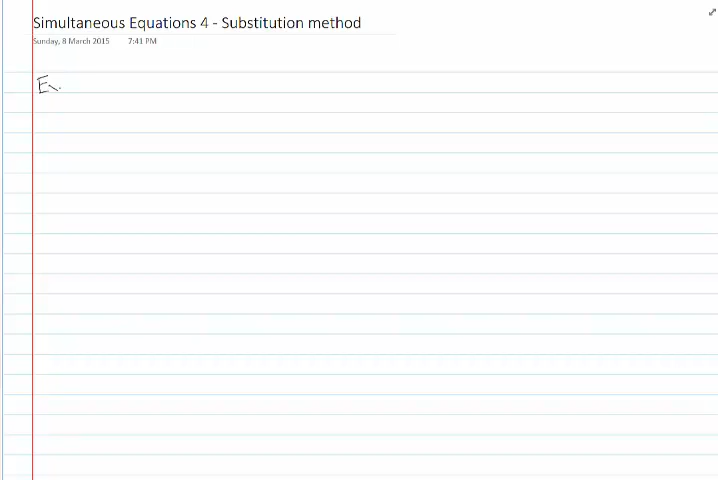 Simultaneous Equations 4 - Substitution method
Sunday, 8 March 2015 7:41 PM
Ex.